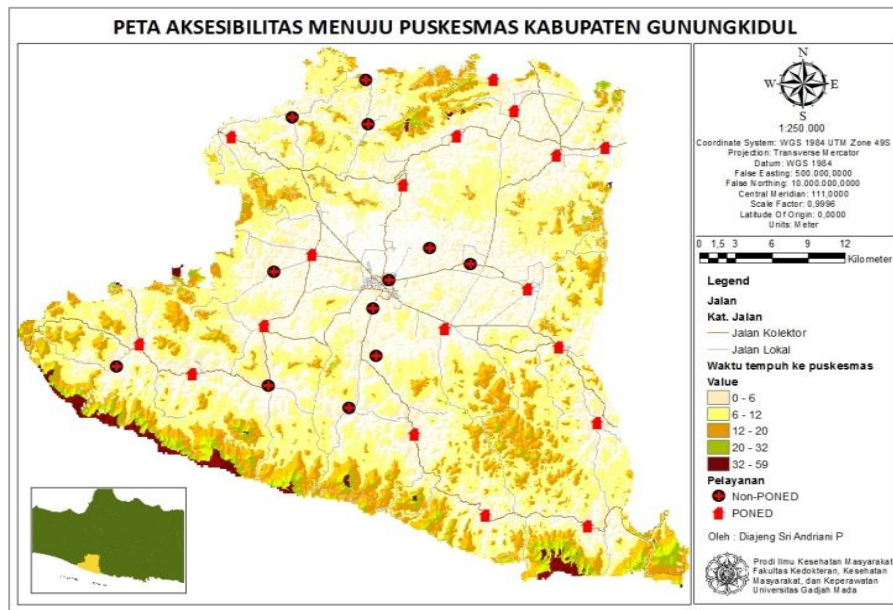 PETA AKSESIBILITAS MENUJU PUSKESMAS KABUPATEN GUNUNGKIDUL
N
W
E
S
1:250.000
Coordinate System: WGS 1984 UTM Zone 49S
Projection: Transverse Mercator
Datum: WGS 1984
False Easting: 500.000,0000
False Northing: 10.000.000,0000
Central Meridian: 111,0000
Scale Factor: 0,9996
Latitude Of Origin: 0,0000
Units: Meter
0 1,5 3 6 9 12
Kilometer
Legend
Jalan
Kat. Jalan
Jalan Kolektor
Jalan Lokal
Waktu tempuh ke puskesmas
Value
0 - 6
6 - 12
12 - 20
20 - 32
32 - 59
Pelayanan
Non-PONED
PONED
Oleh : Diajeng Sri Andriani P
Prodi Ilmu Kesehatan Masyarakat
Fakultas Kedokteran, Kesehatan
Masyarakat, dan Keperawatan
Universitas Gadjah Mada